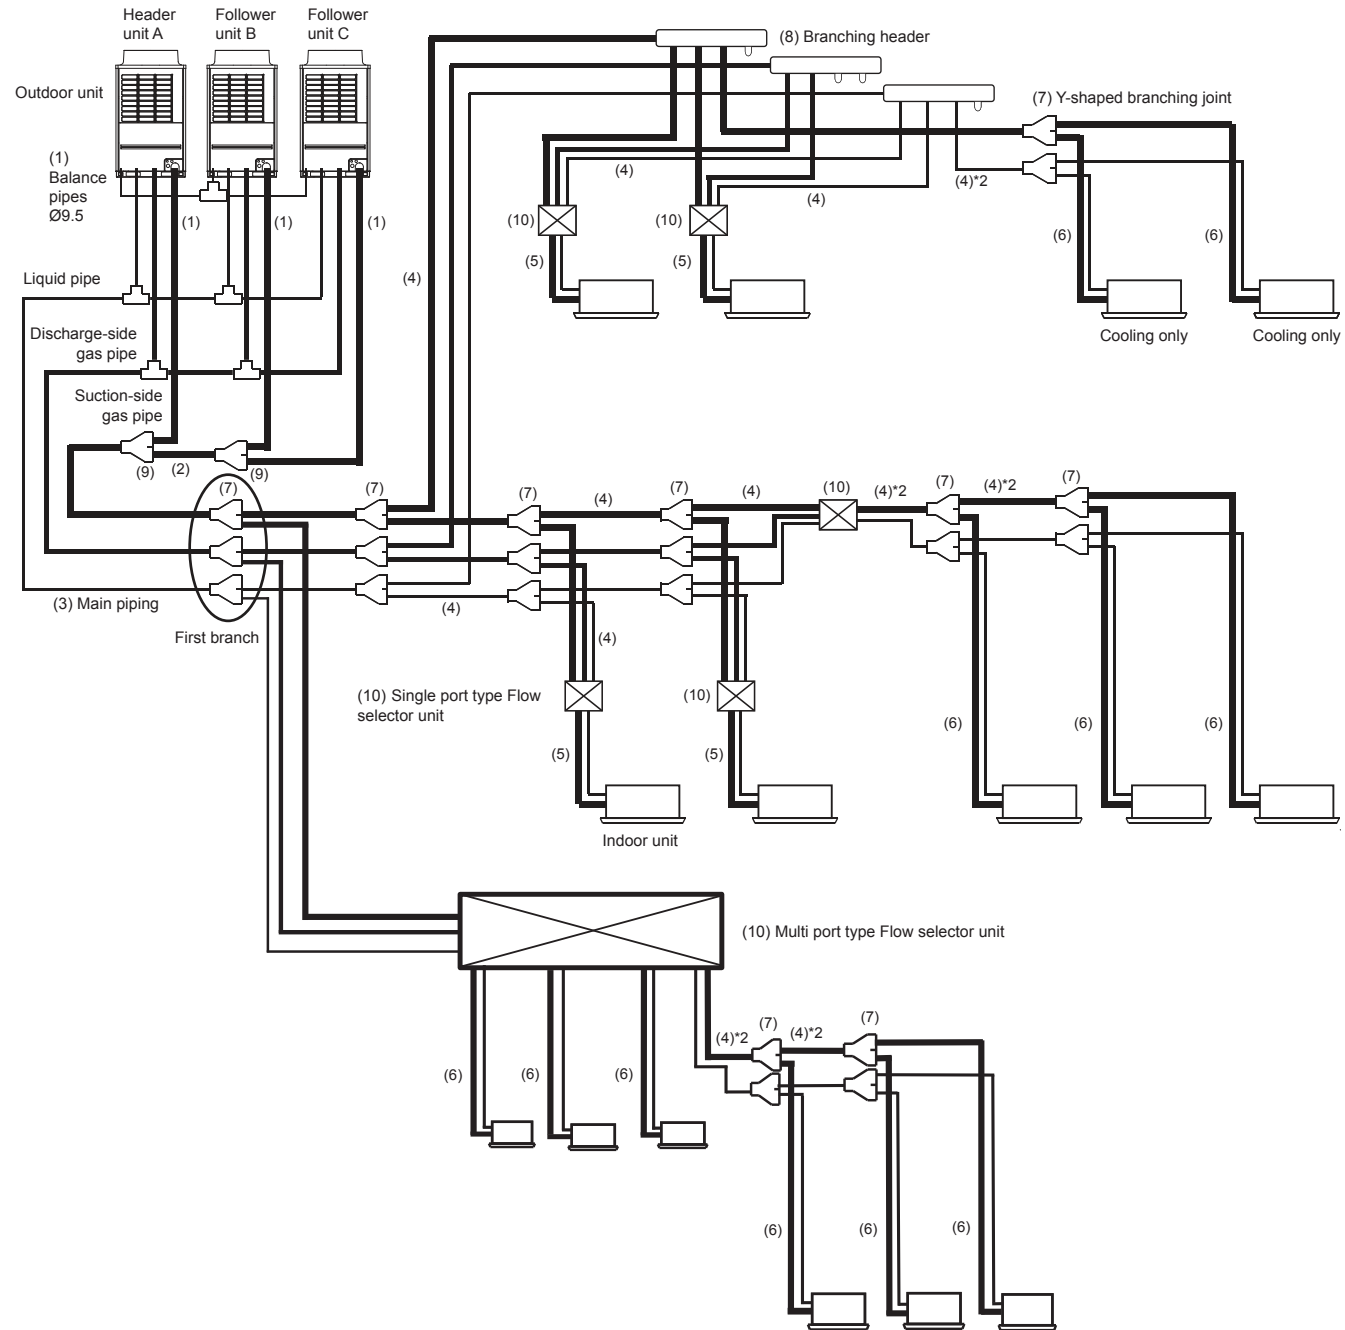 Header
unit A
Follower
unit B
Follower
unit C
Outdoor unit
(1)
Balance
pipes
Ø9.5
(1)
(1)
(1)
Liquid pipe
Discharge-side
gas pipe
Suction-side
gas pipe
(9)
(2)
(9)
(4)
(8) Branching header
(7) Y-shaped branching joint
(4)
(4)
(4)*2
(10)
(10)
(5)
(5)
(6)
(6)
Cooling only
Cooling only
(7)
(7)
(7)
(4)
(7)
(4)
(10)
(4)*2
(7)
(4)*2
(7)
(3) Main piping
(4)
First branch
(4)
(10) Single port type Flow
selector unit
(10)
(5)
(5)
(6)
(6)
(6)
Indoor unit
(10) Multi port type Flow selector unit
(4)*2
(7)
(4)*2
(7)
(6)
(6)
(6)
(6)
(6)
(6)